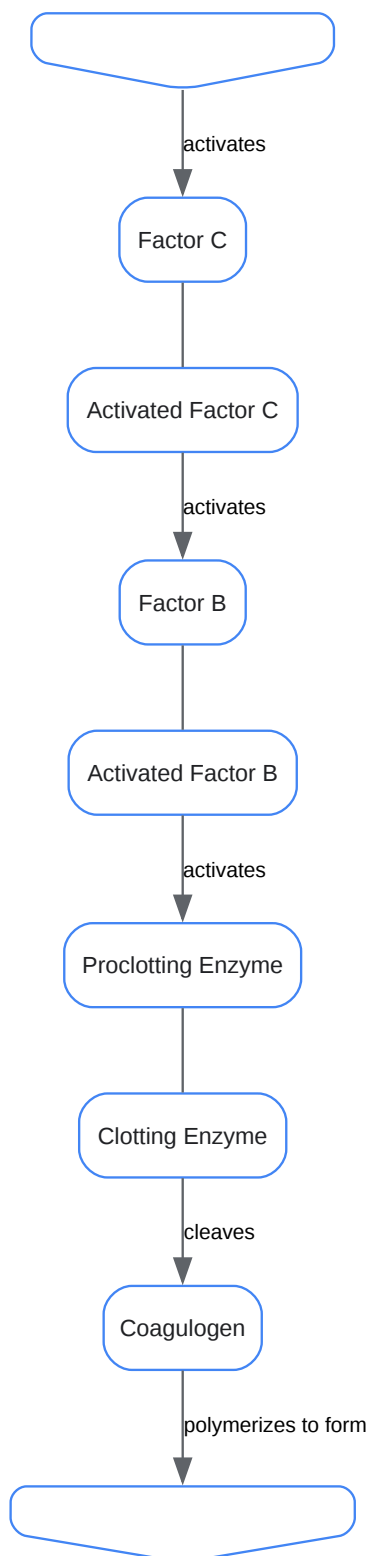 activates
Factor C
Activated Factor C
activates
Factor B
Activated Factor B
activates
Proclotting Enzyme
Clotting Enzyme
cleaves
Coagulogen
polymerizes to form